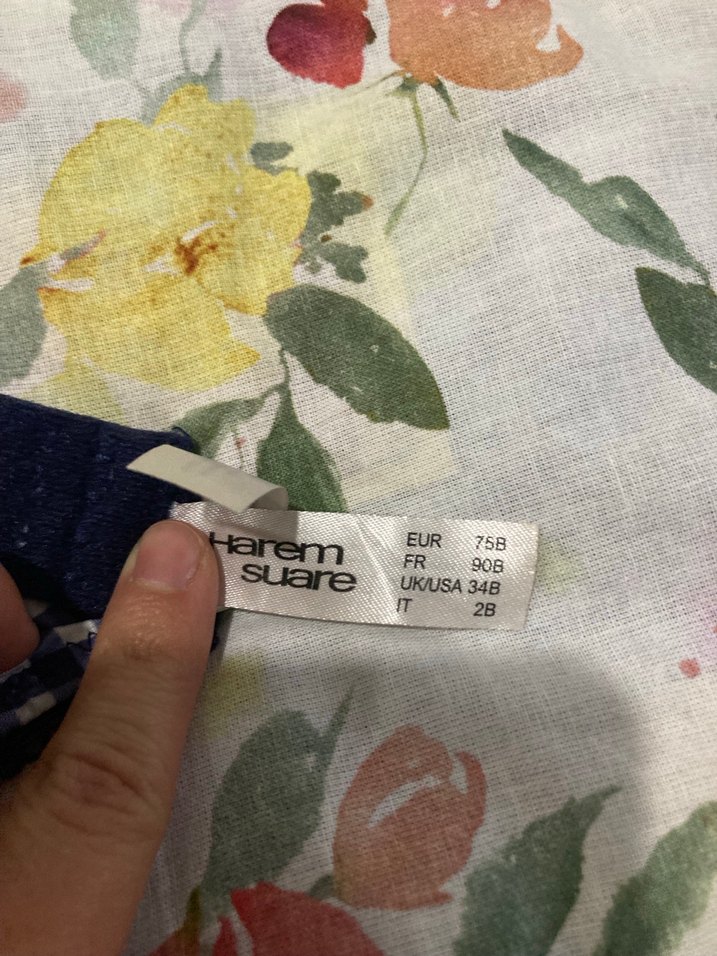 Harem
suare
EUR 75B
FR 90B
UK/USA 34B
IT 2B